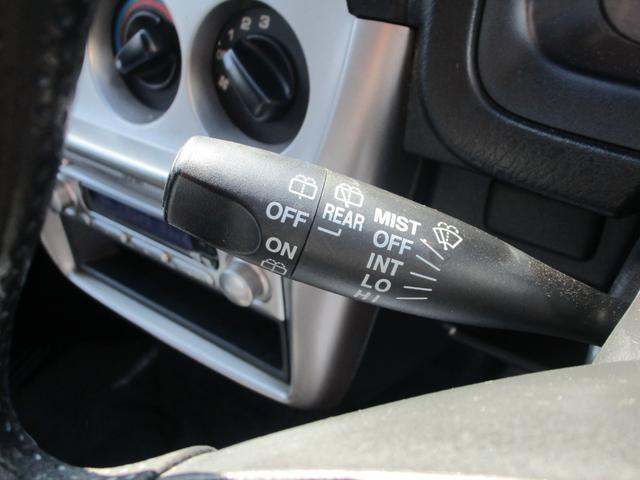 1 2 3
OFF
ON
REAR
MIST
OFF
INT
LO
HI